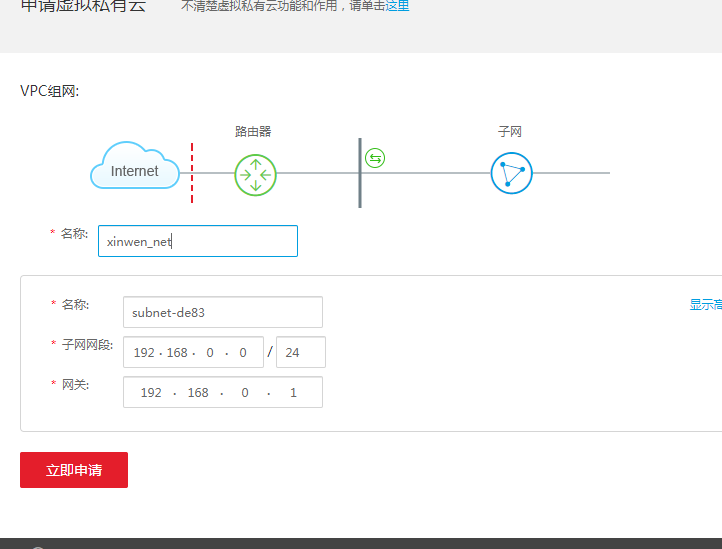 申请虚拟私有云 不清楚虚拟私有云功能和作用，请单击这里
VPC组网:
路由器 子网
Internet
* 名称: xinwen_net
* 名称: subnet-de83 显示高
* 子网网段: 192 . 168 . 0 . 0 / 24
* 网关: 192 . 168 . 0 . 1
立即申请